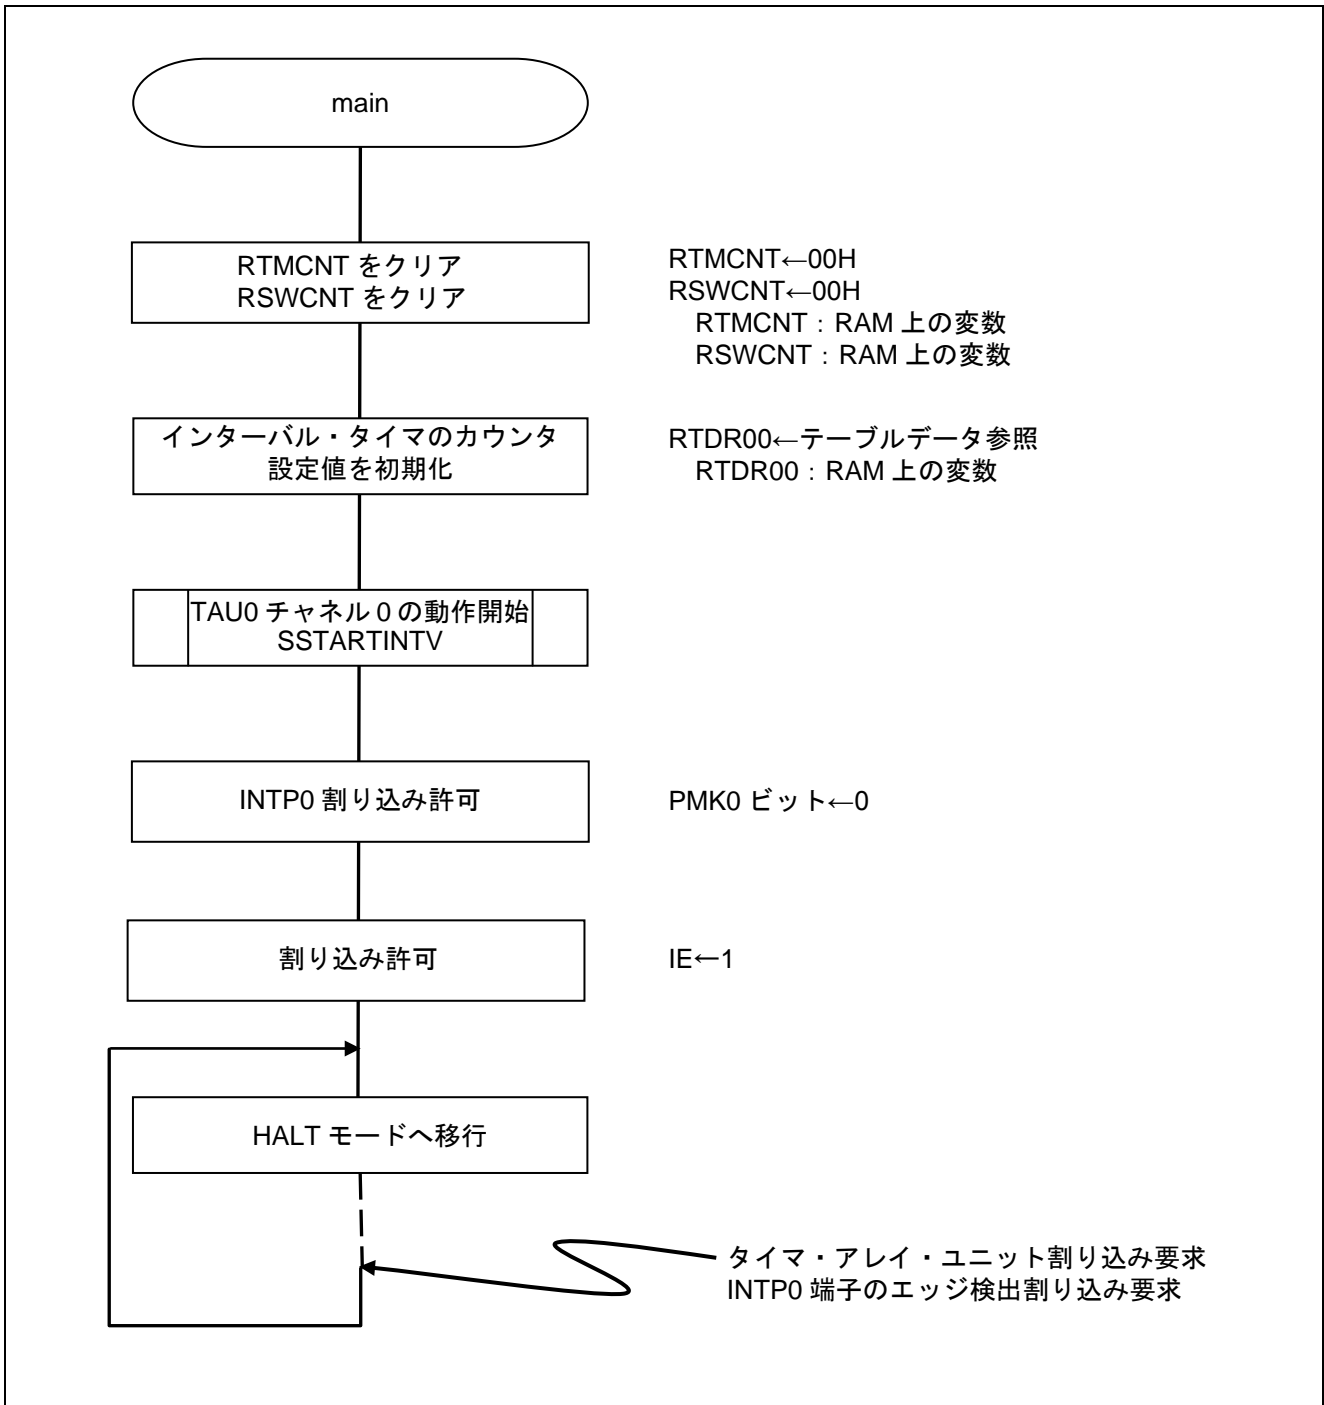 main
RTMCNT をクリア
RSWCNT をクリア
RTMCNT←00H
RSWCNT←00H
RTMCNT：RAM 上の変数
RSWCNT：RAM 上の変数
インターバル・タイマのカウンタ
設定値を初期化
RTDR00←テーブルデータ参照
RTDR00：RAM 上の変数
TAU0 チャネル 0 の動作開始
SSTARTINTV
INTP0 割り込み許可
PMK0 ビット←0
割り込み許可
IE←1
HALT モードへ移行
タイマ・アレイ・ユニット割り込み要求
INTP0 端子のエッジ検出割り込み要求